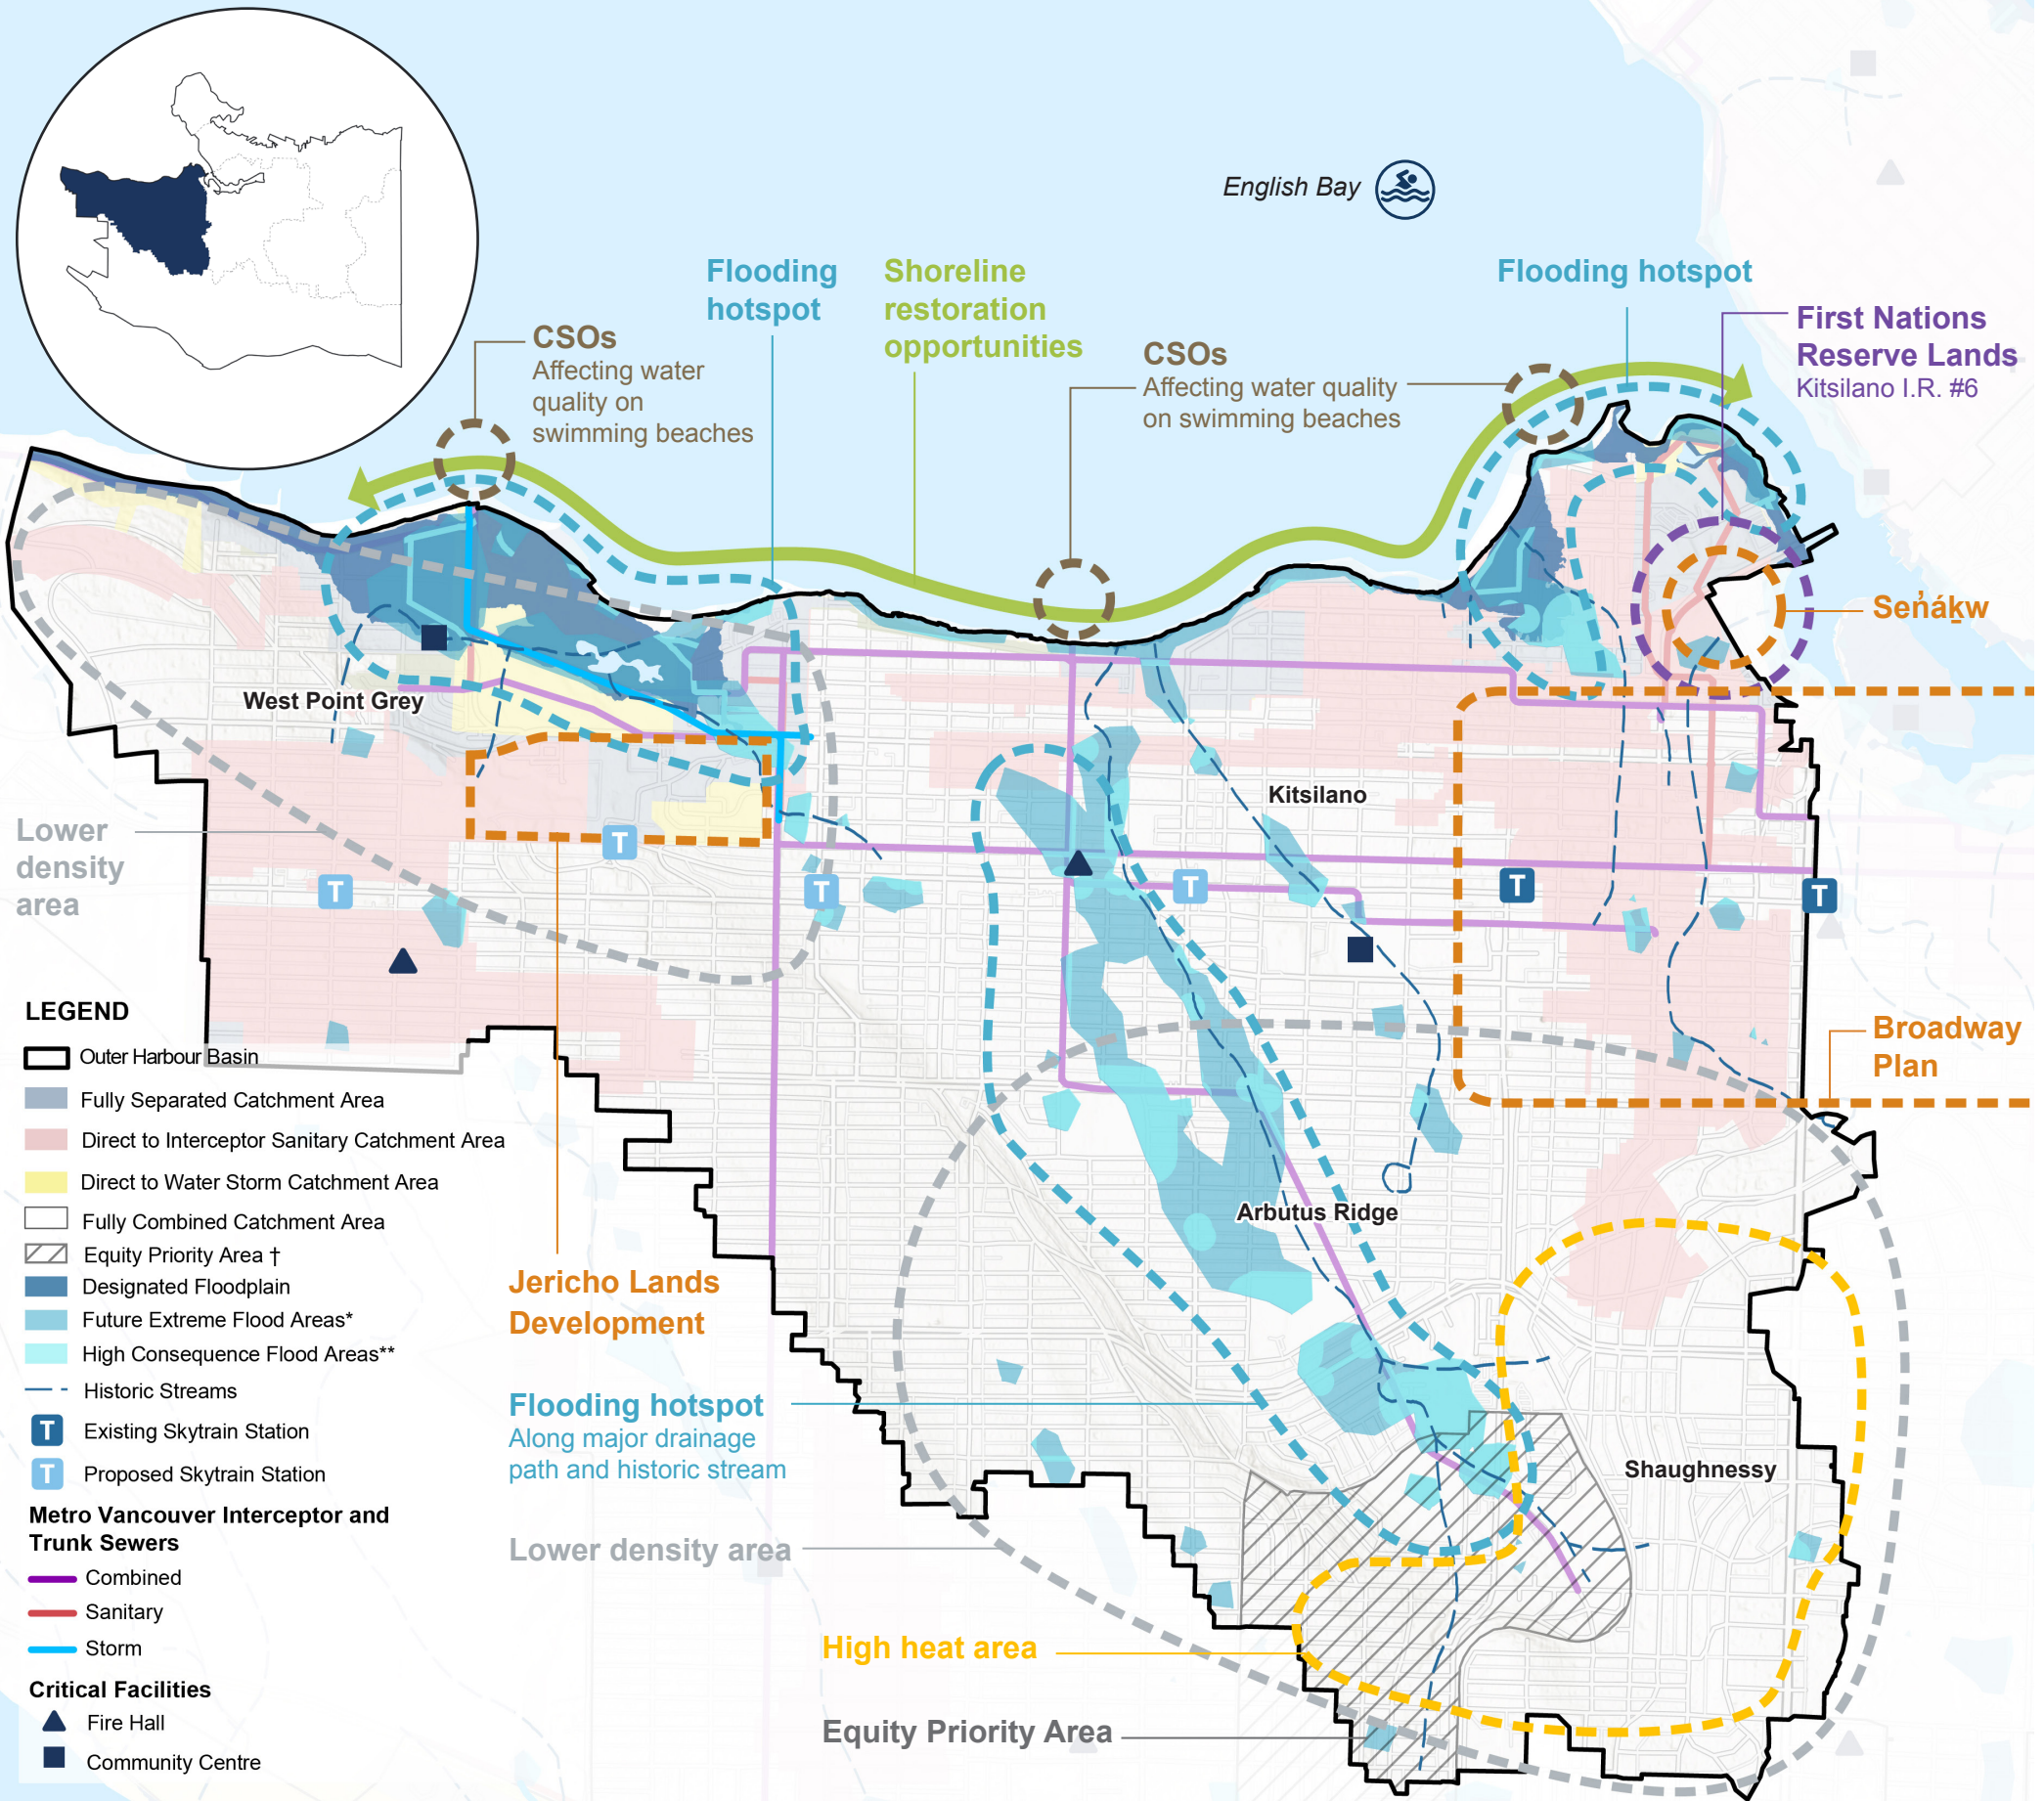 English Bay
Flooding
hotspot
Shoreline
restoration
opportunities
Flooding hotspot
First Nations
Reserve Lands
Kitsilano I.R. #6
CSOs
Affecting water
quality on
swimming beaches
CSOs
Affecting water quality
on swimming beaches
Sen̓áḵw
West Point Grey
Kitsilano
Lower
density
area
T
T
T
T
T
T
Broadway
Plan
Arbutus Ridge
Jericho Lands
Development
Flooding hotspot
Along major drainage
path and historic stream
Shaughnessy
Lower density area
High heat area
Equity Priority Area
LEGEND
Outer Harbour Basin
Fully Separated Catchment Area
Direct to Interceptor Sanitary Catchment Area
Direct to Water Storm Catchment Area
Fully Combined Catchment Area
Equity Priority Area †
Designated Floodplain
Future Extreme Flood Areas*
High Consequence Flood Areas**
Historic Streams
T Existing Skytrain Station
T Proposed Skytrain Station
Metro Vancouver Interceptor and
Trunk Sewers
Combined
Sanitary
Storm
Critical Facilities
Fire Hall
Community Centre